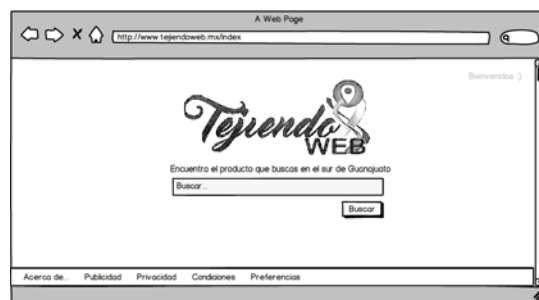 A Web Page
http://www.tejiendoweb.mx/index
Bienvenidos :)
Tejiendo
WEB
Encuentra el producto que buscas en el sur de Guanajuato
Buscar...
Buscar
Acerca de... Publicidad Privacidad Condiciones Preferencias